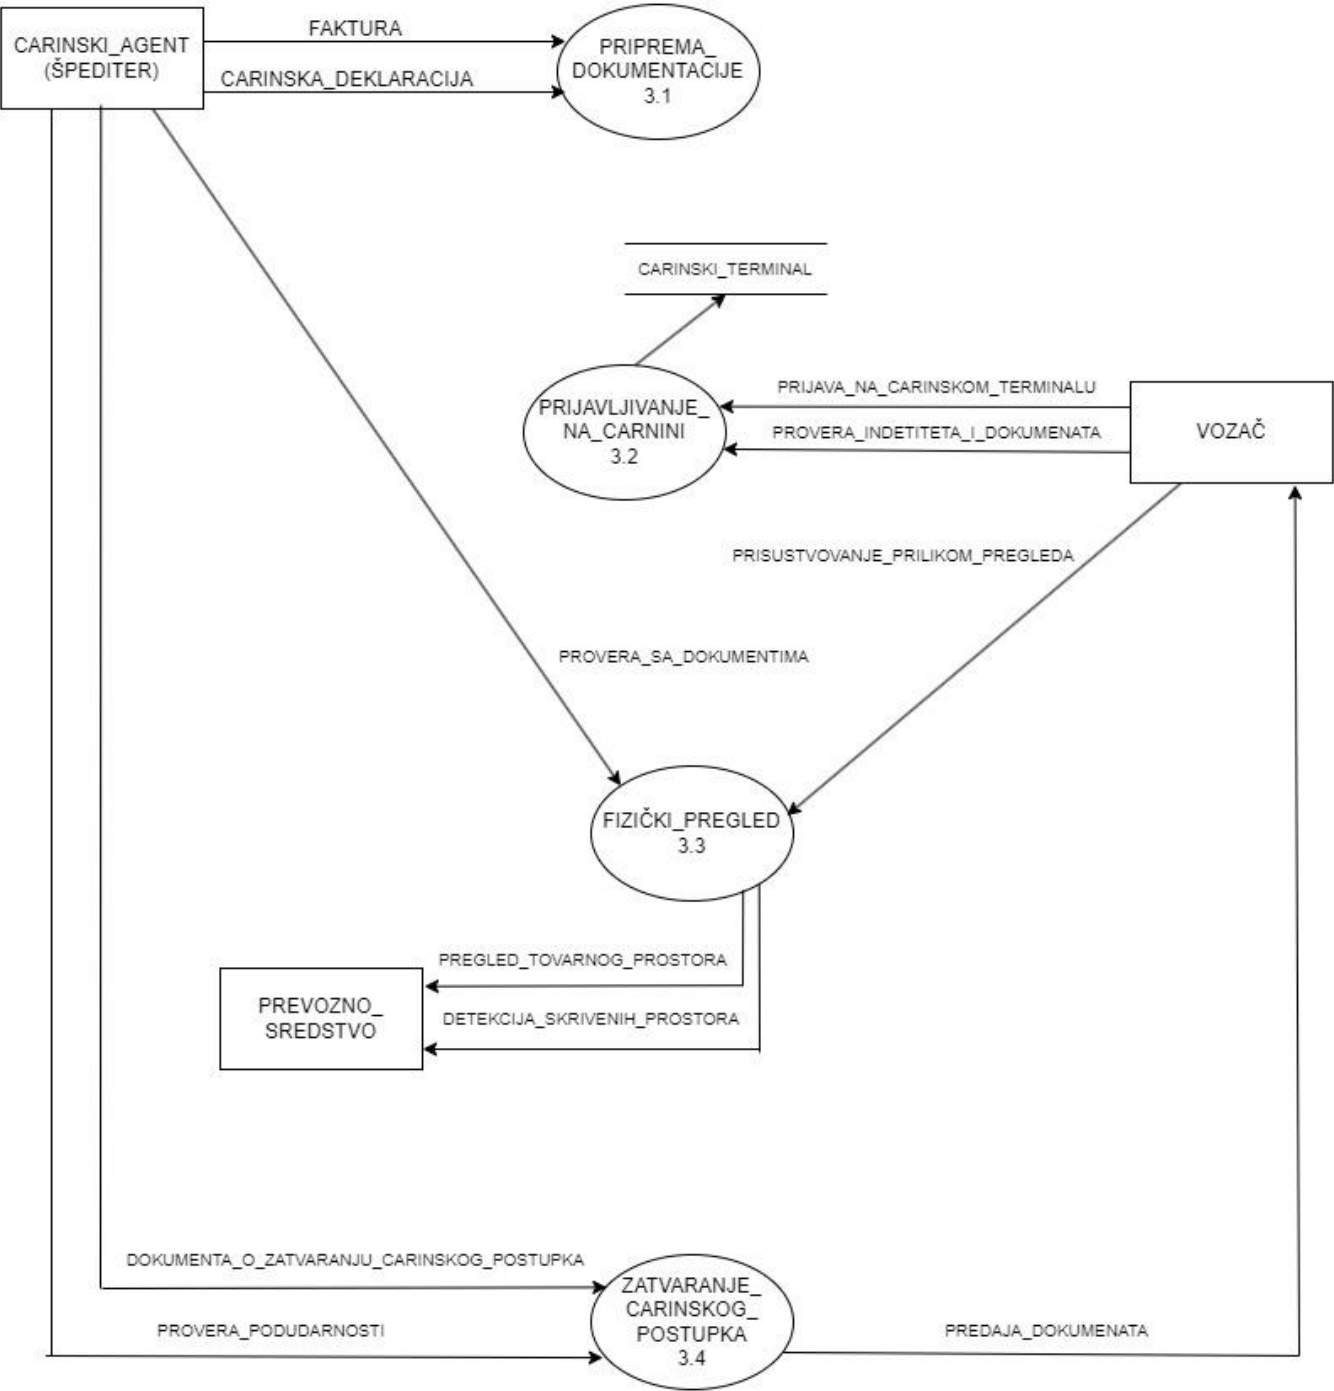 CARINSKI_AGENT
(ŠPEDITER)
FAKTURA
CARINSKA_DEKLARACIJA
PRIPREMA_
DOKUMENTACIJE
3.1
CARINSKI_TERMINAL
PRIJAVLJIVANJE_
NA_CARNINI
3.2
PRIJAVA_NA_CARINSKOM_TERMINALU
PROVERA_INDETITETA_I_DOKUMENATA
VOZAČ
PRISUSTVOVANJE_PRILIKOM_PREGLEDA
PROVERA_SA_DOKUMENTIMA
FIZIČKI_PREGLED
3.3
PREGLED_TOVARNOG_PROSTORA
PREVOZNO_
SREDSTVO
DETEKCIJA_SKRIVENIH_PROSTORA
DOKUMENTA_O_ZATVARANJU_CARINSKOG_POSTUPKA
ZATVARANJE_
CARINSKOG_
POSTUPKA
3.4
PROVERA_PODUDARNOSTI
PREDAJA_DOKUMENATA